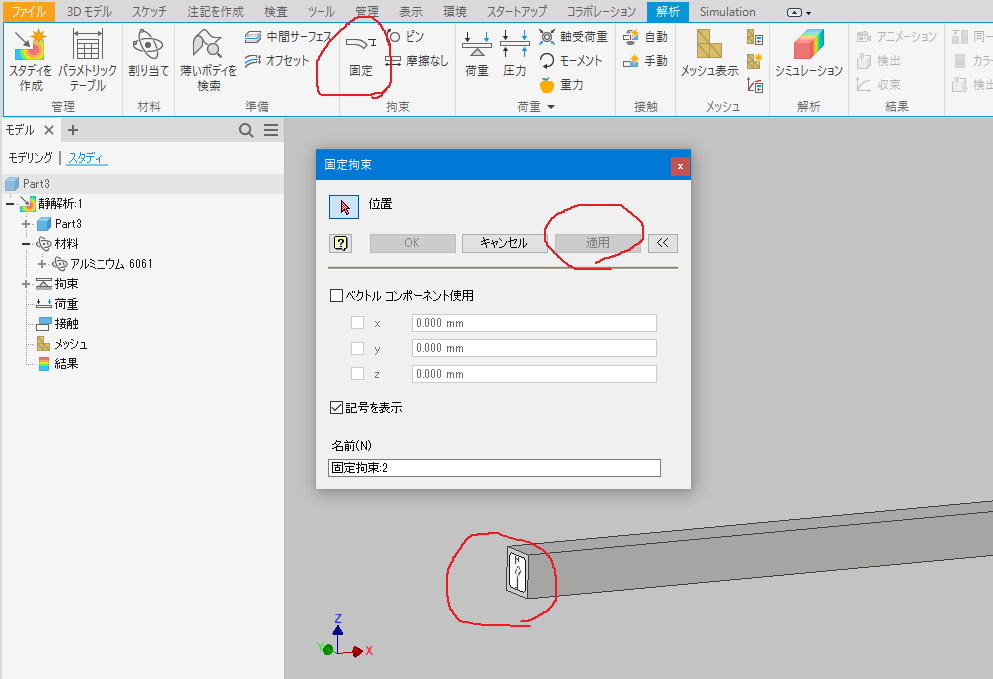 ファイル 3D モデル スケッチ 注記を作成 検査 ツール 管理 表示 環境 スタートアップ コラボレーション 解析 Simulation
スタディを作成
パラメトリックテーブル
管理
割り当て
材料
薄いボディを検索
中間サーフェス
オフセット
準備
固定
ピン
摩擦なし
拘束
荷重
圧力
軸受荷重
モーメント
重力
荷重
自動
手動
接触
メッシュ表示
メッシュ
シミュレーション
解析
アニメーション
検出
収束
結果
同一
カラ
検出
モデル
モデリング スタディ
Part3
静解析:1
Part3
材料
アルミニウム 6061
拘束
荷重
接触
メッシュ
結果
固定拘束
位置
OK キャンセル 適用 <<
ベクトル コンポーネント使用
x 0.000 mm
y 0.000 mm
z 0.000 mm
記号を表示
名前(N)
固定拘束:2
Z
Y
X